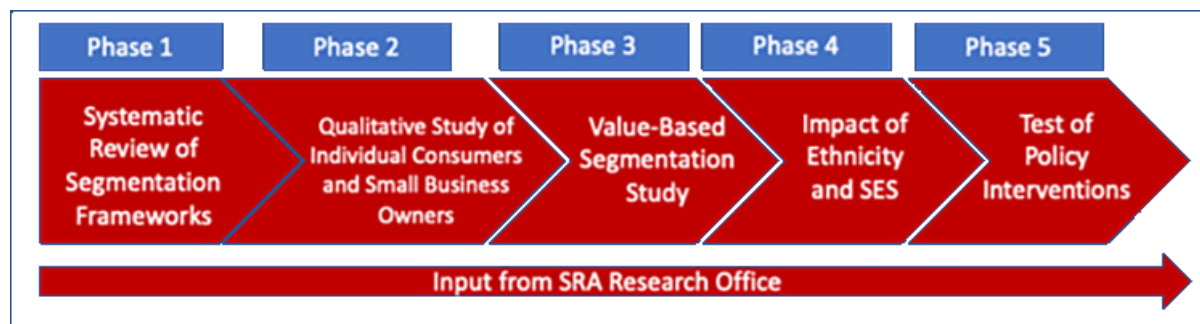 Phase 1
Phase 2
Phase 3
Phase 4
Phase 5
Systematic
Review of
Segmentation
Frameworks
Qualitative Study of
Individual Consumers
and Small Business
Owners
Value-Based
Segmentation
Study
Impact of
Ethnicity
and SES
Test of
Policy
Interventions
Input from SRA Research Office